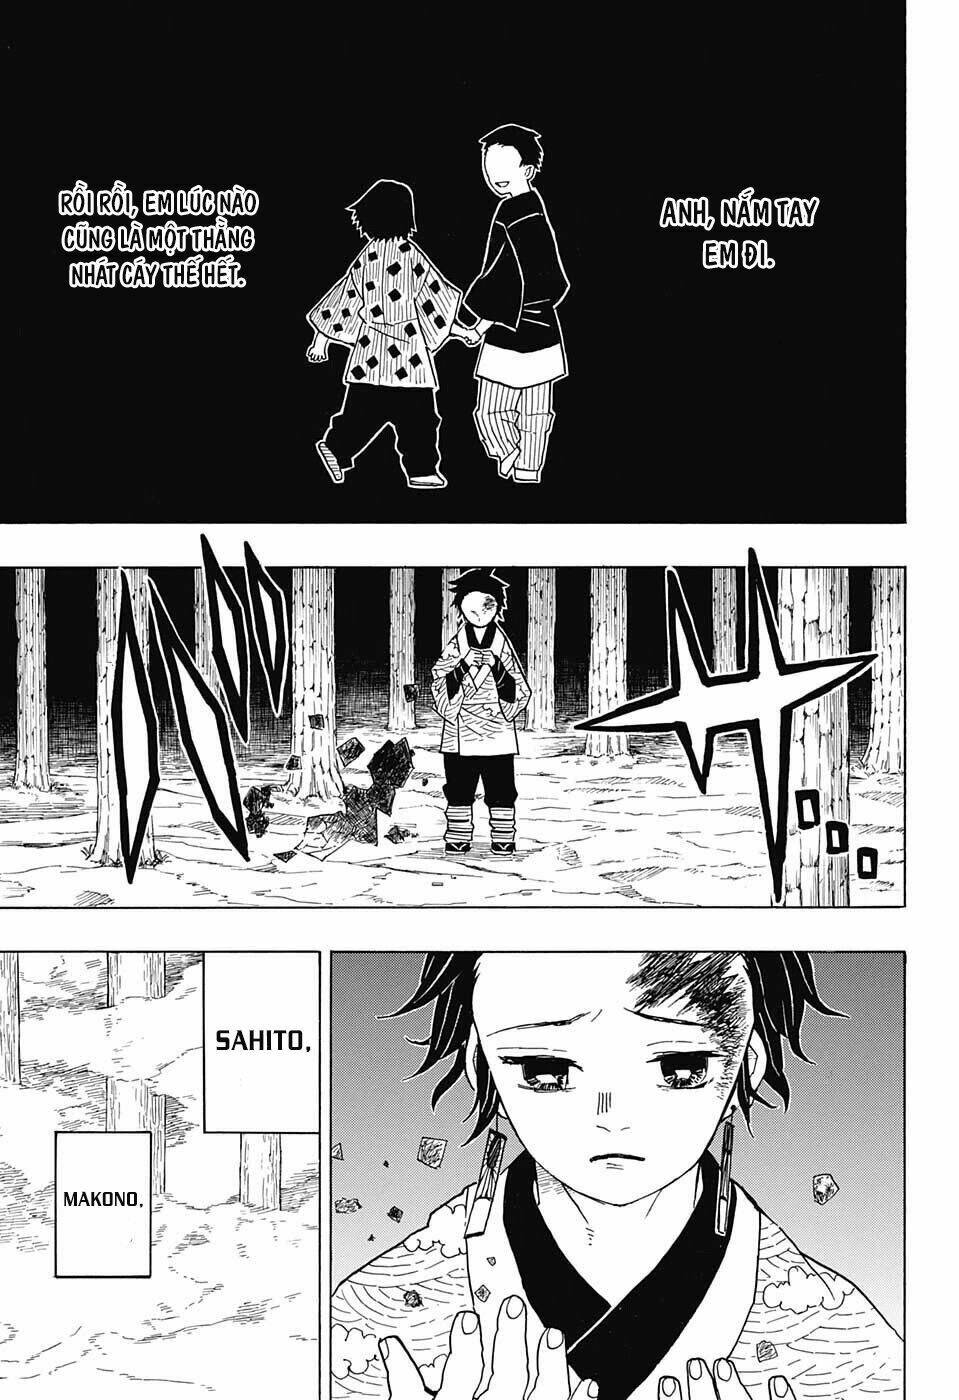 ANH, NẮM TAY
EM ĐI.
RỒI RỒI, EM LÚC NÀO
CŨNG LÀ MỘT THẰNG
NHÁT CÁY THẾ HẾT.
SAHITO,
MAKONO,